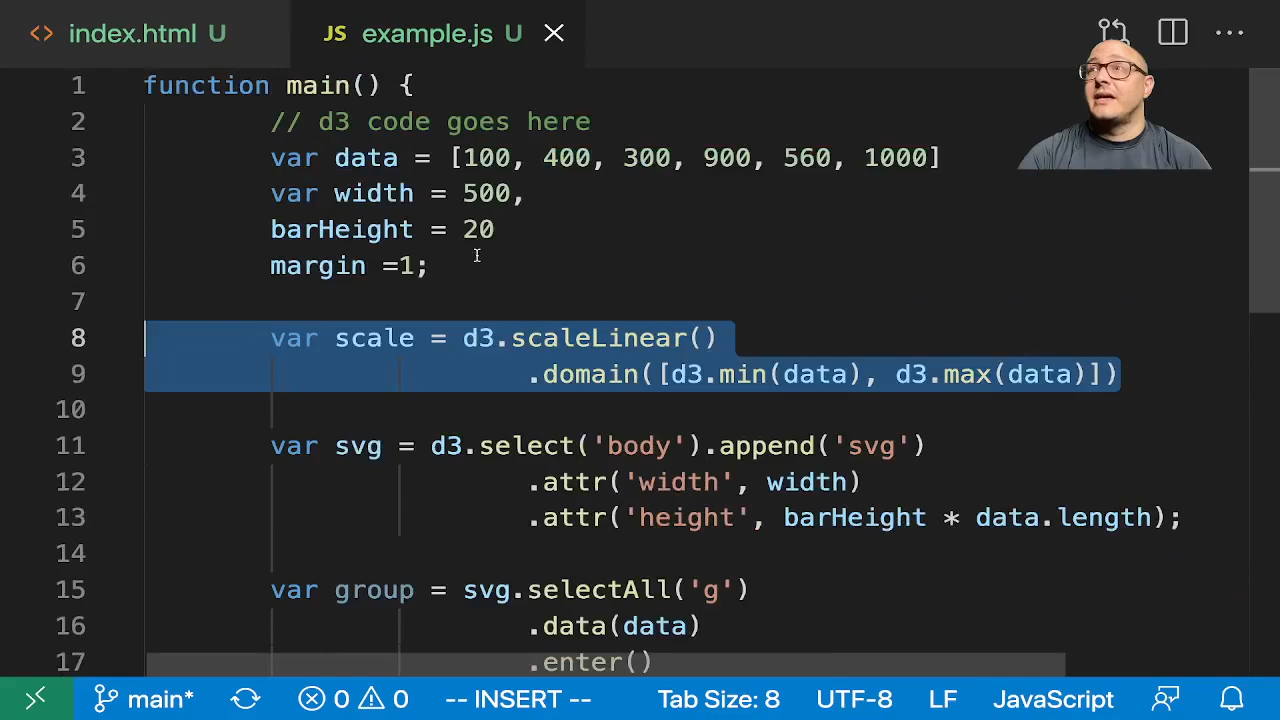 <> index.html U
JS example.js U
1 function main() {
2 // d3 code goes here
3 var data = [100, 400, 300, 900, 560, 1000]
4 var width = 500,
5 barHeight = 20
6 margin =1;
7
8 var scale = d3.scaleLinear()
9 .domain([d3.min(data), d3.max(data)])
10
11 var svg = d3.select('body').append('svg')
12 .attr('width', width)
13 .attr('height', barHeight * data.length);
14
15 var group = svg.selectAll('g')
16 .data(data)
17 .enter()
main* 0 0 -- INSERT -- Tab Size: 8 UTF-8 LF JavaScript